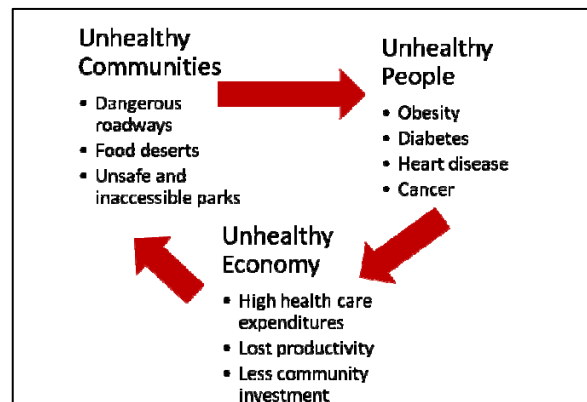 Unhealthy
Communities
• Dangerous
roadways
• Food deserts
• Unsafe and
inaccessible parks
Unhealthy
People
• Obesity
• Diabetes
• Heart disease
• Cancer
Unhealthy
Economy
• High health care
expenditures
• Lost productivity
• Less community
investment